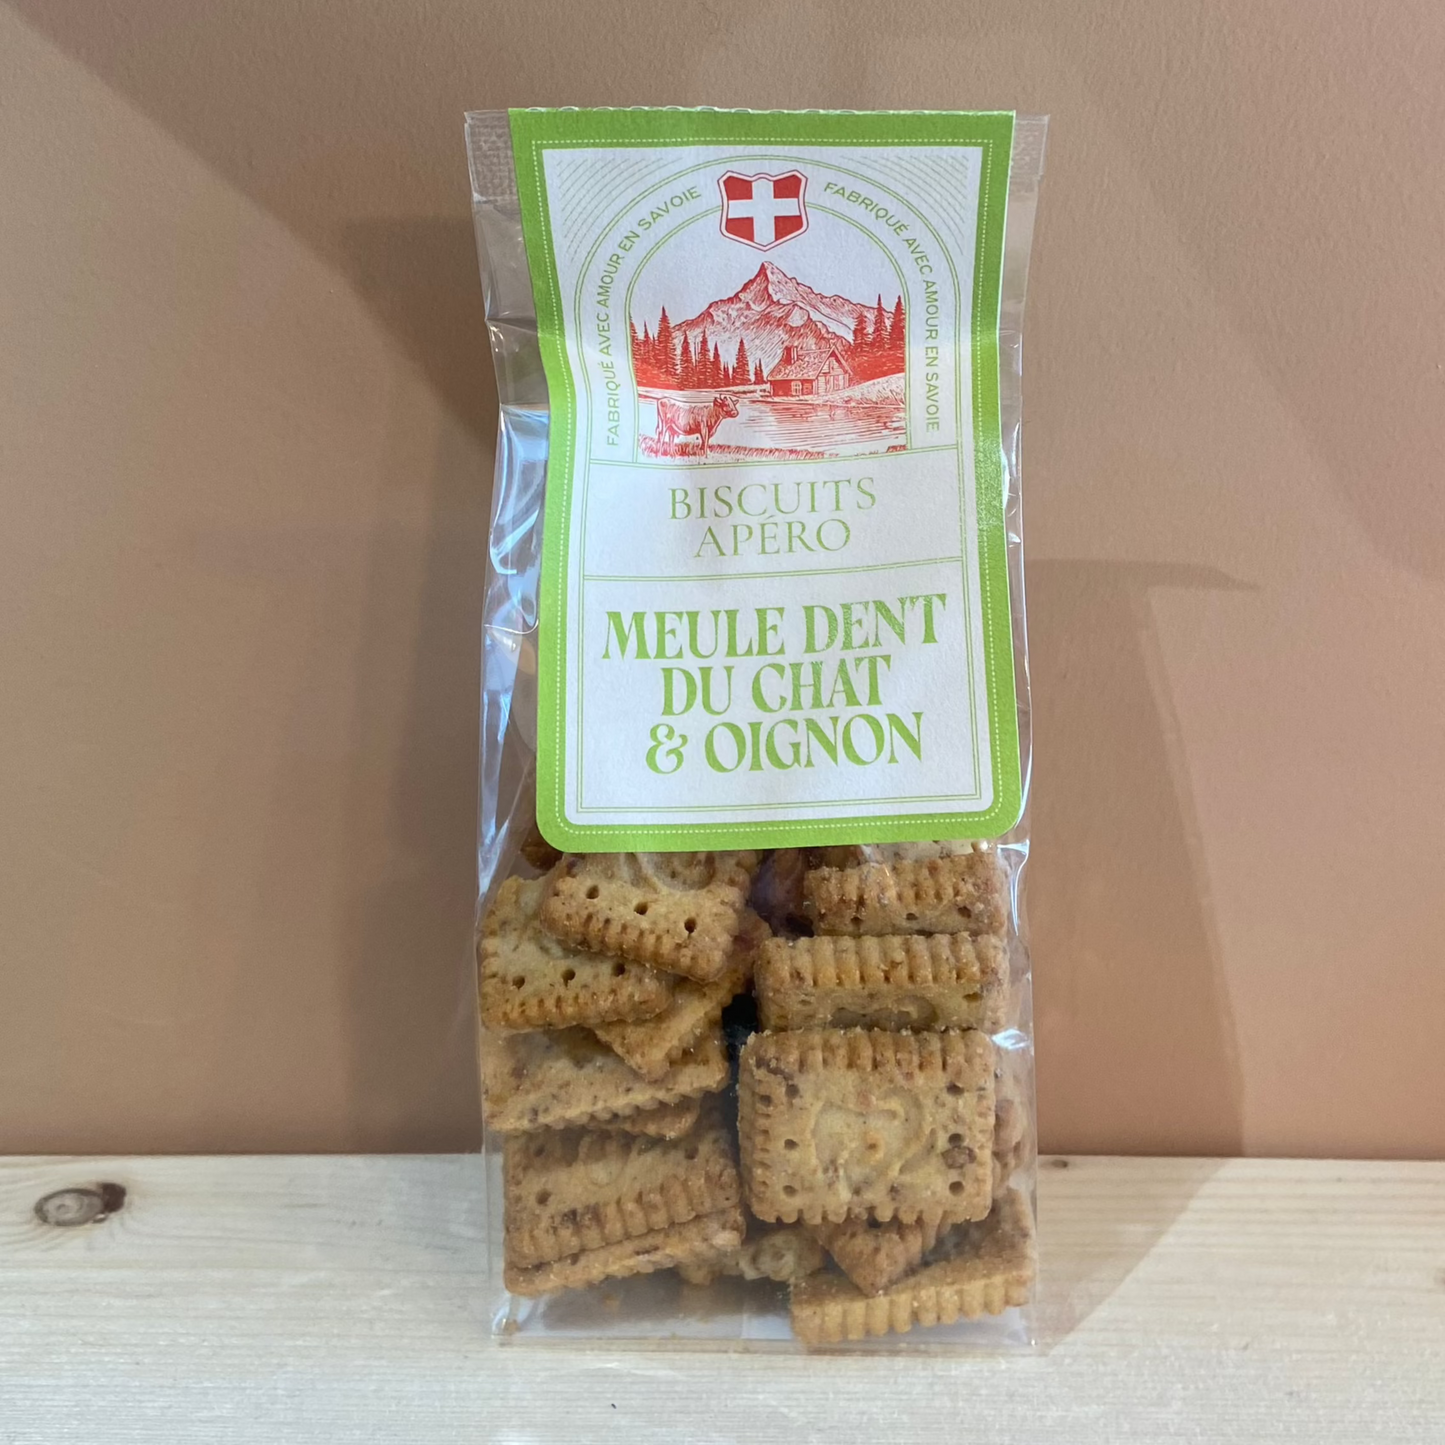 FABRIQUÉ AVEC AMOUR EN SAVOIE
FABRIQUÉ AVEC AMOUR EN SAVOIE
BISCUITS
APÉRO
MEULE DENT
DU CHAT
& OIGNON